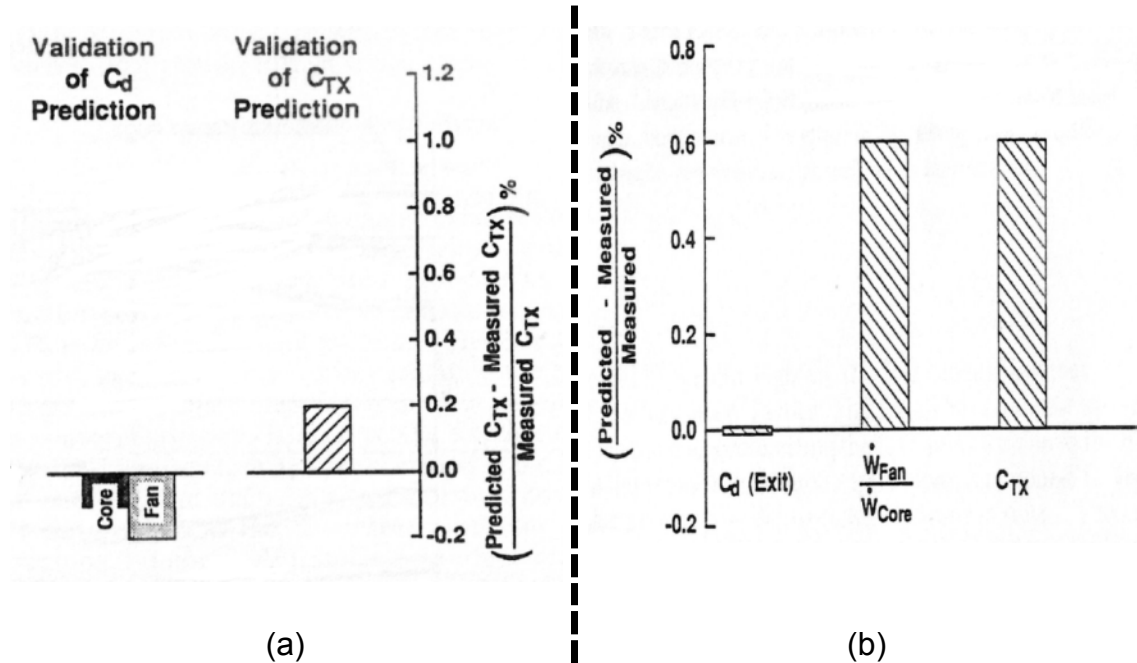 Validation
of Cd
Prediction
Validation
of CTX
Prediction
1.2
1.0
0.8
0.6
0.4
0.2
0.0
-0.2
Core
Fan
(Predicted CTX - Measured CTX) %
Measured CTX
(a)
0.8
0.6
0.4
0.2
0.0
-0.2
(Predicted - Measured) %
Measured
Cd (Exit)
ẆFan
ẆCore
CTX
(b)